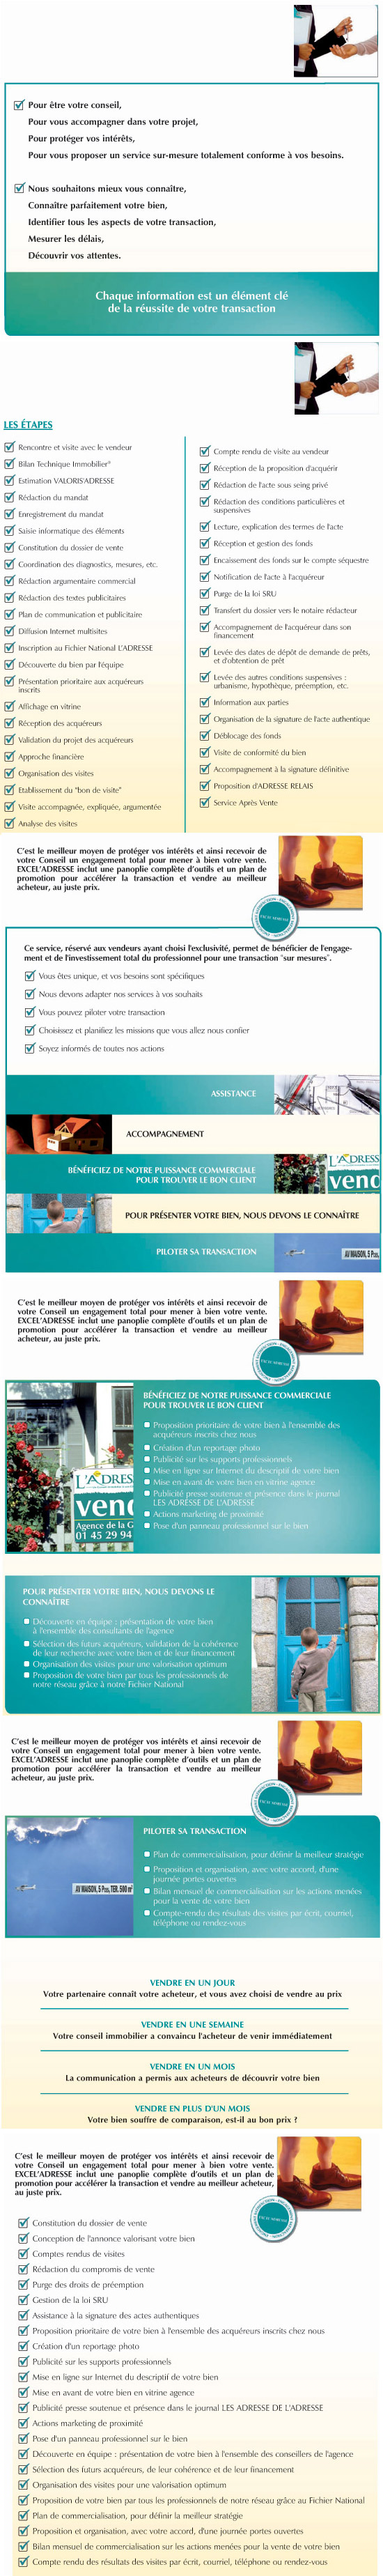 Pour être votre conseil,
Pour vous accompagner dans votre projet,
Pour protéger vos intérêts,
Pour vous proposer un service sur-mesure totalement conforme à vos besoins.
Nous souhaitons mieux vous connaître,
Connaître parfaitement votre bien,
Identifier tous les aspects de votre transaction,
Mesurer les délais,
Découvrir vos attentes.
Chaque information est un élément clé
de la réussite de votre transaction
LES ÉTAPES
Rencontre et visite avec le vendeur
Bilan Technique Immobilier*
Estimation VALORIS'ADRESSE
Rédaction du mandat
Enregistrement du mandat
Saisie informatique des éléments
Constitution du dossier de vente
Coordination des diagnostics, mesures, etc.
Rédaction argumentaire commercial
Rédaction des textes publicitaires
Plan de communication et publicitaire
Diffusion Internet multisites
Inscription au Fichier National L'ADRESSE
Découverte du bien par l'équipe
Présentation prioritaire aux acquéreurs
inscrits
Affichage en vitrine
Réception des acquéreurs
Validation du projet des acquéreurs
Approche financière
Organisation des visites
Etablissement du "bon de visite"
Visite accompagnée, expliquée, argumentée
Analyse des visites
Compte rendu de visite au vendeur
Réception de la proposition d'acquérir
Rédaction de l'acte sous seing privé
Rédaction des conditions particulières et
suspensives
Lecture, explication des termes de l'acte
Réception et gestion des fonds
Encaissement des fonds sur le compte séquestre
Notification de l'acte à l'acquéreur
Purge de la loi SRU
Transfert du dossier vers le notaire rédacteur
Accompagnement de l'acquéreur dans son
financement
Levée des dates de dépôt de demande de prêts,
et d'obtention de prêt
Levée des autres conditions suspensives :
urbanisme, hypothèque, préemption, etc.
Information aux parties
Organisation de la signature de l'acte authentique
Déblocage des fonds
Visite de conformité du bien
Accompagnement à la signature définitive
Proposition d'ADRESSE RELAIS
Service Après Vente
C'est le meilleur moyen de protéger vos intérêts et ainsi recevoir de
votre Conseil un engagement total pour mener à bien votre vente.
EXCEL'ADRESSE inclut une panoplie complète d'outils et un plan de
promotion pour accélérer la transaction et vendre au meilleur
acheteur, au juste prix.
Ce service, réservé aux vendeurs ayant choisi l'exclusivité, permet de bénéficier de l'engage-
ment et de l'investissement total du professionnel pour une transaction "sur mesures".
Vous êtes unique, et vos besoins sont spécifiques
Nous devons adapter nos services à vos souhaits
Vous pouvez piloter votre transaction
Choisissez et planifiez les missions que vous allez nous confier
Soyez informés de toutes nos actions
ASSISTANCE
ACCOMPAGNEMENT
BÉNÉFICIEZ DE NOTRE PUISSANCE COMMERCIALE
POUR TROUVER LE BON CLIENT
L'ADRESS
vend
POUR PRÉSENTER VOTRE BIEN, NOUS DEVONS LE CONNAÎTRE
PILOTER SA TRANSACTION
AV MAISON, 5 Pces,
C'est le meilleur moyen de protéger vos intérêts et ainsi recevoir de
votre Conseil un engagement total pour mener à bien votre vente.
EXCEL'ADRESSE inclut une panoplie complète d'outils et un plan de
promotion pour accélérer la transaction et vendre au meilleur
acheteur, au juste prix.
BÉNÉFICIEZ DE NOTRE PUISSANCE COMMERCIALE
POUR TROUVER LE BON CLIENT
Proposition prioritaire de votre bien à l'ensemble des
acquéreurs inscrits chez nous
Création d'un reportage photo
Publicité sur les supports professionnels
Mise en ligne sur Internet du descriptif de votre bien
Mise en avant de votre bien en vitrine agence
Publicité presse soutenue et présence dans le journal
LES ADRESSE DE L'ADRESSE
Actions marketing de proximité
Pose d'un panneau professionnel sur le bien
L'ADRES
vend
Agence de la G
01 45 29 94
POUR PRÉSENTER VOTRE BIEN, NOUS DEVONS LE
CONNAÎTRE
Découverte en équipe : présentation de votre bien
à l'ensemble des consultants de l'agence
Sélection des futurs acquéreurs, validation de la cohérence
de leur recherche avec votre bien et de leur financement
Organisation des visites pour une valorisation optimum
Proposition de votre bien par tous les professionnels de
notre réseau grâce à notre Fichier National
C'est le meilleur moyen de protéger vos intérêts et ainsi recevoir de
votre Conseil un engagement total pour mener à bien votre vente.
EXCEL'ADRESSE inclut une panoplie complète d'outils et un plan de
promotion pour accélérer la transaction et vendre au meilleur
acheteur, au juste prix.
PILOTER SA TRANSACTION
Plan de commercialisation, pour définir la meilleur stratégie
Proposition et organisation, avec votre accord, d'une
journée portes ouvertes
Bilan mensuel de commercialisation sur les actions menées
pour la vente de votre bien
Compte-rendu des résultats des visites par écrit, courriel,
téléphone ou rendez-vous
AV MAISON, 5 Pces, TER. 500 m²
VENDRE EN UN JOUR
Votre partenaire connaît votre acheteur, et vous avez choisi de vendre au prix
VENDRE EN UNE SEMAINE
Votre conseil immobilier a convaincu l'acheteur de venir immédiatement
VENDRE EN UN MOIS
La communication a permis aux acheteurs de découvrir votre bien
VENDRE EN PLUS D'UN MOIS
Votre bien souffre de comparaison, est-il au bon prix ?
C'est le meilleur moyen de protéger vos intérêts et ainsi recevoir de
votre Conseil un engagement total pour mener à bien votre vente.
EXCEL'ADRESSE inclut une panoplie complète d'outils et un plan de
promotion pour accélérer la transaction et vendre au meilleur acheteur,
au juste prix.
Constitution du dossier de vente
Conception de l'annonce valorisant votre bien
Comptes rendus de visites
Rédaction du compromis de vente
Purge des droits de préemption
Gestion de la loi SRU
Assistance à la signature des actes authentiques
Proposition prioritaire de votre bien à l'ensemble des acquéreurs inscrits chez nous
Création d'un reportage photo
Publicité sur les supports professionnels
Mise en ligne sur Internet du descriptif de votre bien
Mise en avant de votre bien en vitrine agence
Publicité presse soutenue et présence dans le journal LES ADRESSE DE L'ADRESSE
Actions marketing de proximité
Pose d'un panneau professionnel sur le bien
Découverte en équipe : présentation de votre bien à l'ensemble des conseillers de l'agence
Sélection des futurs acquéreurs, de leur cohérence et de leur financement
Organisation des visites pour une valorisation optimum
Proposition de votre bien par tous les professionnels de notre réseau grâce au Fichier National
Plan de commercialisation, pour définir la meilleur stratégie
Proposition et organisation, avec votre accord, d'une journée portes ouvertes
Bilan mensuel de commercialisation sur les actions menées pour la vente de votre bien
Compte rendu des résultats des visites par écrit, courriel, téléphone ou rendez-vous